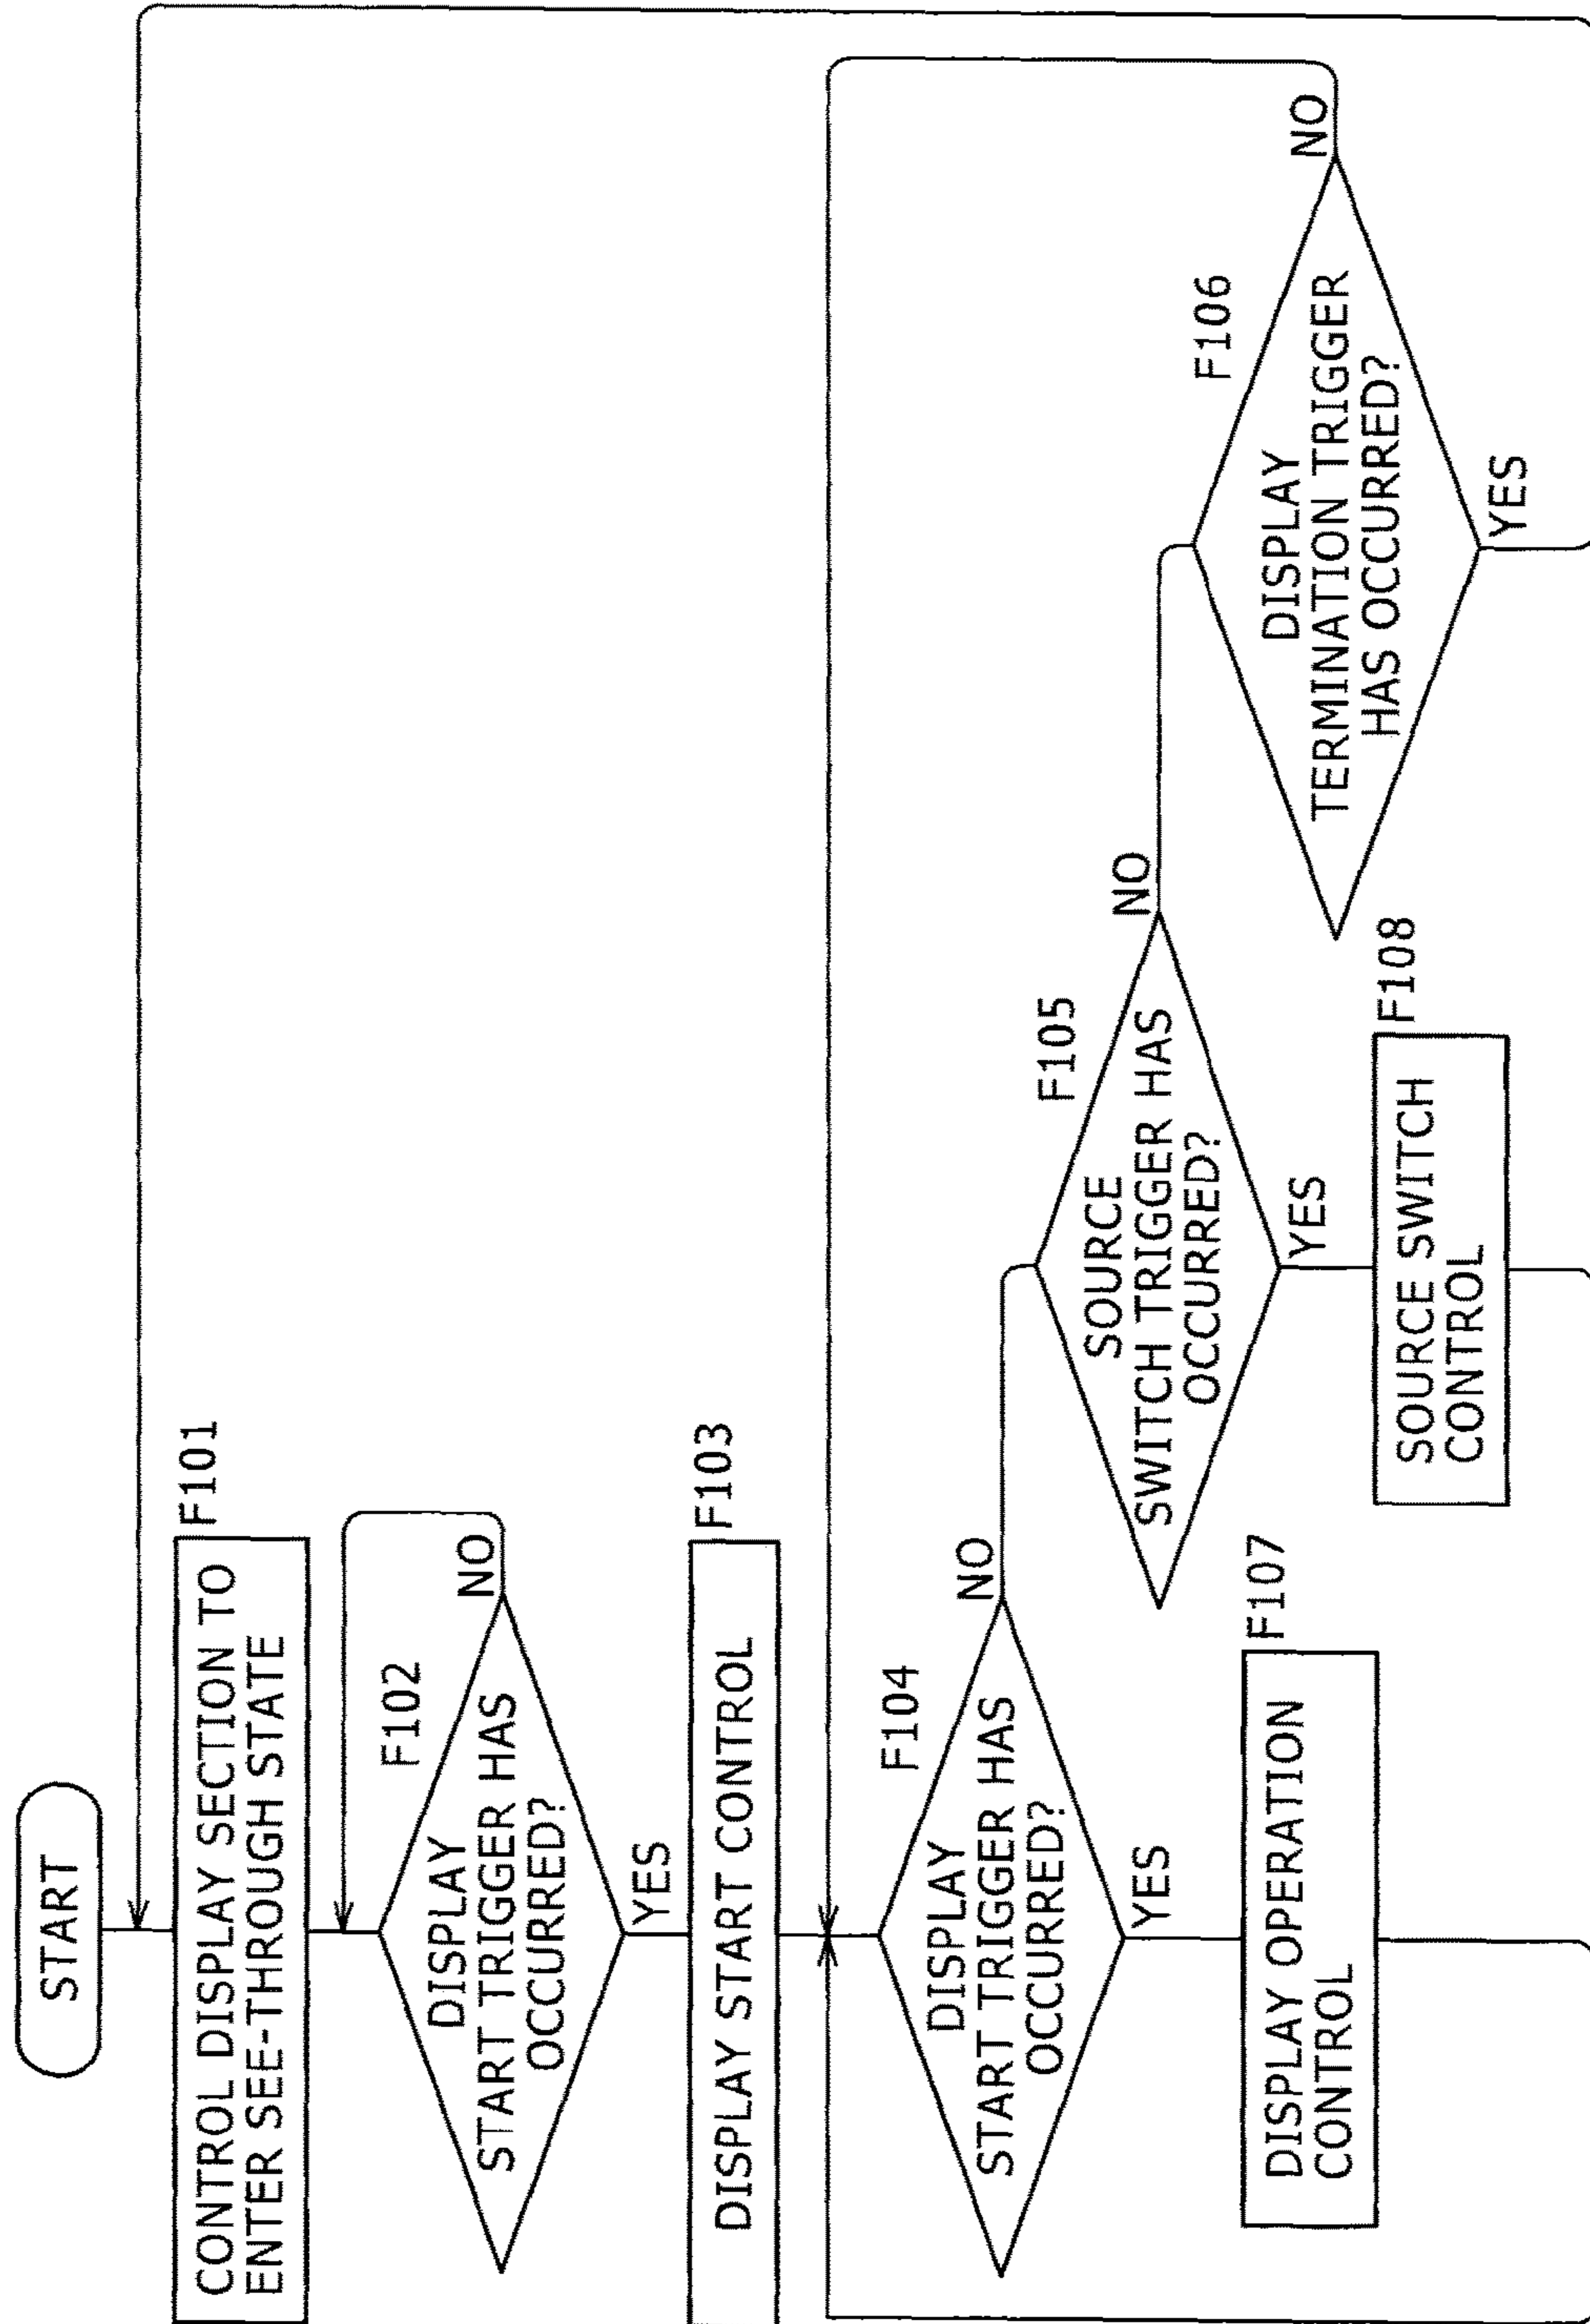 START
F101
CONTROL DISPLAY SECTION TO
ENTER SEE-THROUGH STATE
F102
DISPLAY
START TRIGGER HAS
OCCURRED?
NO
YES
F103
DISPLAY START CONTROL
F104
DISPLAY
START TRIGGER HAS
OCCURRED?
NO
YES
F105
SOURCE
SWITCH TRIGGER HAS
OCCURRED?
NO
YES
F106
DISPLAY
TERMINATION TRIGGER
HAS OCCURRED?
NO
YES
F107
DISPLAY OPERATION
CONTROL
F108
SOURCE SWITCH
CONTROL